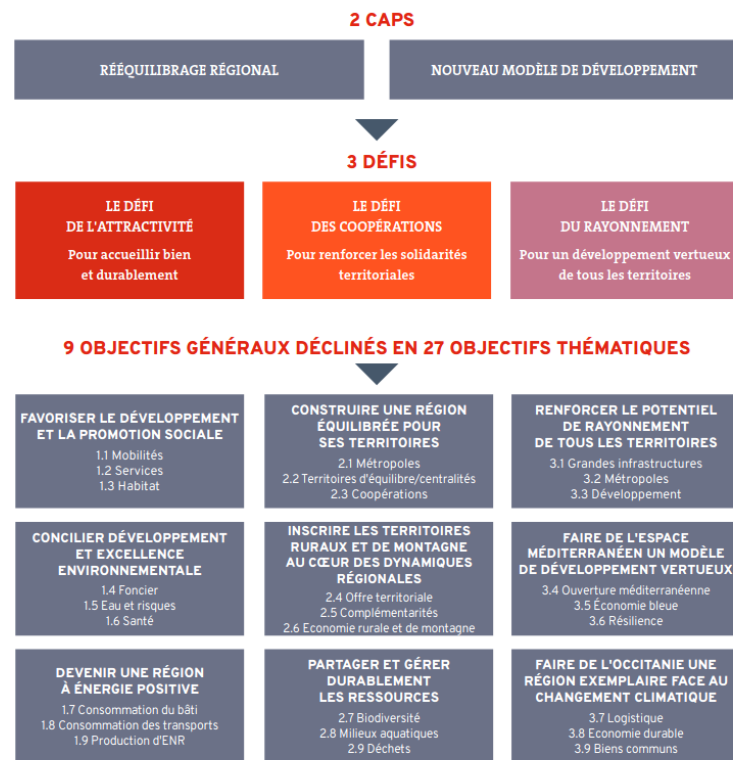 2 CAPS
RÉÉQUILIBRAGE RÉGIONAL
NOUVEAU MODÈLE DE DÉVELOPPEMENT
3 DÉFIS
LE DÉFI
DE L'ATTRACTIVITÉ
Pour accueillir bien
et durablement
LE DÉFI
DES COOPÉRATIONS
Pour renforcer les solidarités
territoriales
LE DÉFI
DU RAYONNEMENT
Pour un développement vertueux
de tous les territoires
9 OBJECTIFS GÉNÉRAUX DÉCLINÉS EN 27 OBJECTIFS THÉMATIQUES
FAVORISER LE DÉVELOPPEMENT
ET LA PROMOTION SOCIALE
1.1 Mobilités
1.2 Services
1.3 Habitat
CONSTRUIRE UNE RÉGION
ÉQUILIBRÉE POUR
SES TERRITOIRES
2.1 Métropoles
2.2 Territoires d'équilibre/centralités
2.3 Coopérations
RENFORCER LE POTENTIEL
DE RAYONNEMENT
DE TOUS LES TERRITOIRES
3.1 Grandes infrastructures
3.2 Métropoles
3.3 Développement
CONCILIER DÉVELOPPEMENT
ET EXCELLENCE
ENVIRONNEMENTALE
1.4 Foncier
1.5 Eau et risques
1.6 Santé
INSCRIRE LES TERRITOIRES
RURAUX ET DE MONTAGNE
AU CŒUR DES DYNAMIQUES
RÉGIONALES
2.4 Offre territoriale
2.5 Complémentarités
2.6 Economie rurale et de montagne
FAIRE DE L'ESPACE
MÉDITERRANÉEN UN MODÈLE
DE DÉVELOPPEMENT VERTUEUX
3.4 Ouverture méditerranéenne
3.5 Économie bleue
3.6 Résilience
DEVENIR UNE RÉGION
À ÉNERGIE POSITIVE
1.7 Consommation du bâti
1.8 Consommation des transports
1.9 Production d'ENR
PARTAGER ET GÉRER
DURABLEMENT
LES RESSOURCES
2.7 Biodiversité
2.8 Milieux aquatiques
2.9 Déchets
FAIRE DE L'OCCITANIE UNE
RÉGION EXEMPLAIRE FACE AU
CHANGEMENT CLIMATIQUE
3.7 Logistique
3.8 Economie durable
3.9 Biens communs